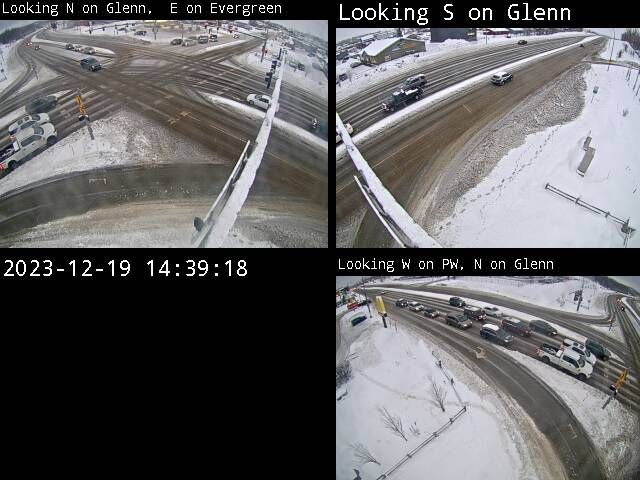 Looking N on Glenn, E on Evergreen
Looking S on Glenn
2023-12-19 14:39:18
Looking W on PW, N on Glenn